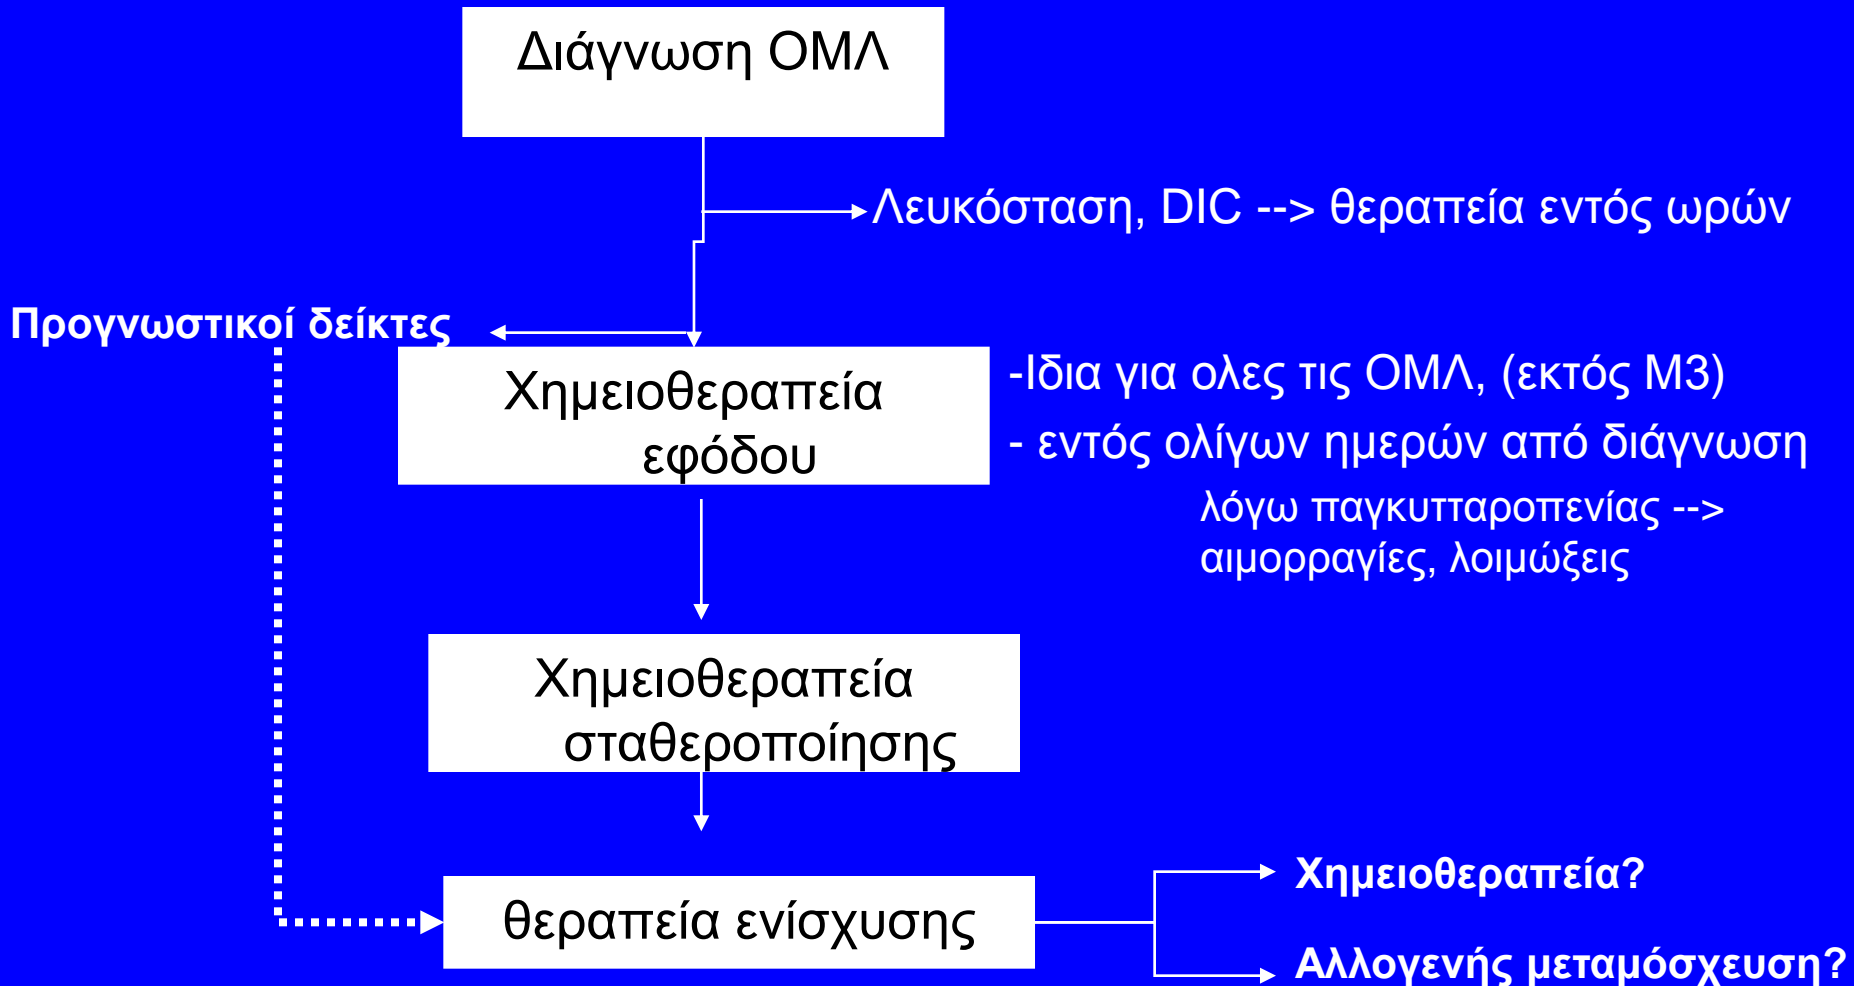 Διάγνωση ΟΜΛ
Λευκόσταση, DIC --> θεραπεία εντός ωρών
Προγνωστικοί δείκτες
Χημειοθεραπεία
εφόδου
-Ιδια για ολες τις ΟΜΛ, (εκτός Μ3)
- εντός ολίγων ημερών από διάγνωση
λόγω παγκυτταροπενίας -->
αιμορραγίες, λοιμώξεις
Χημειοθεραπεία
σταθεροποίησης
θεραπεία ενίσχυσης
Χημειοθεραπεία?
Αλλογενής μεταμόσχευση?